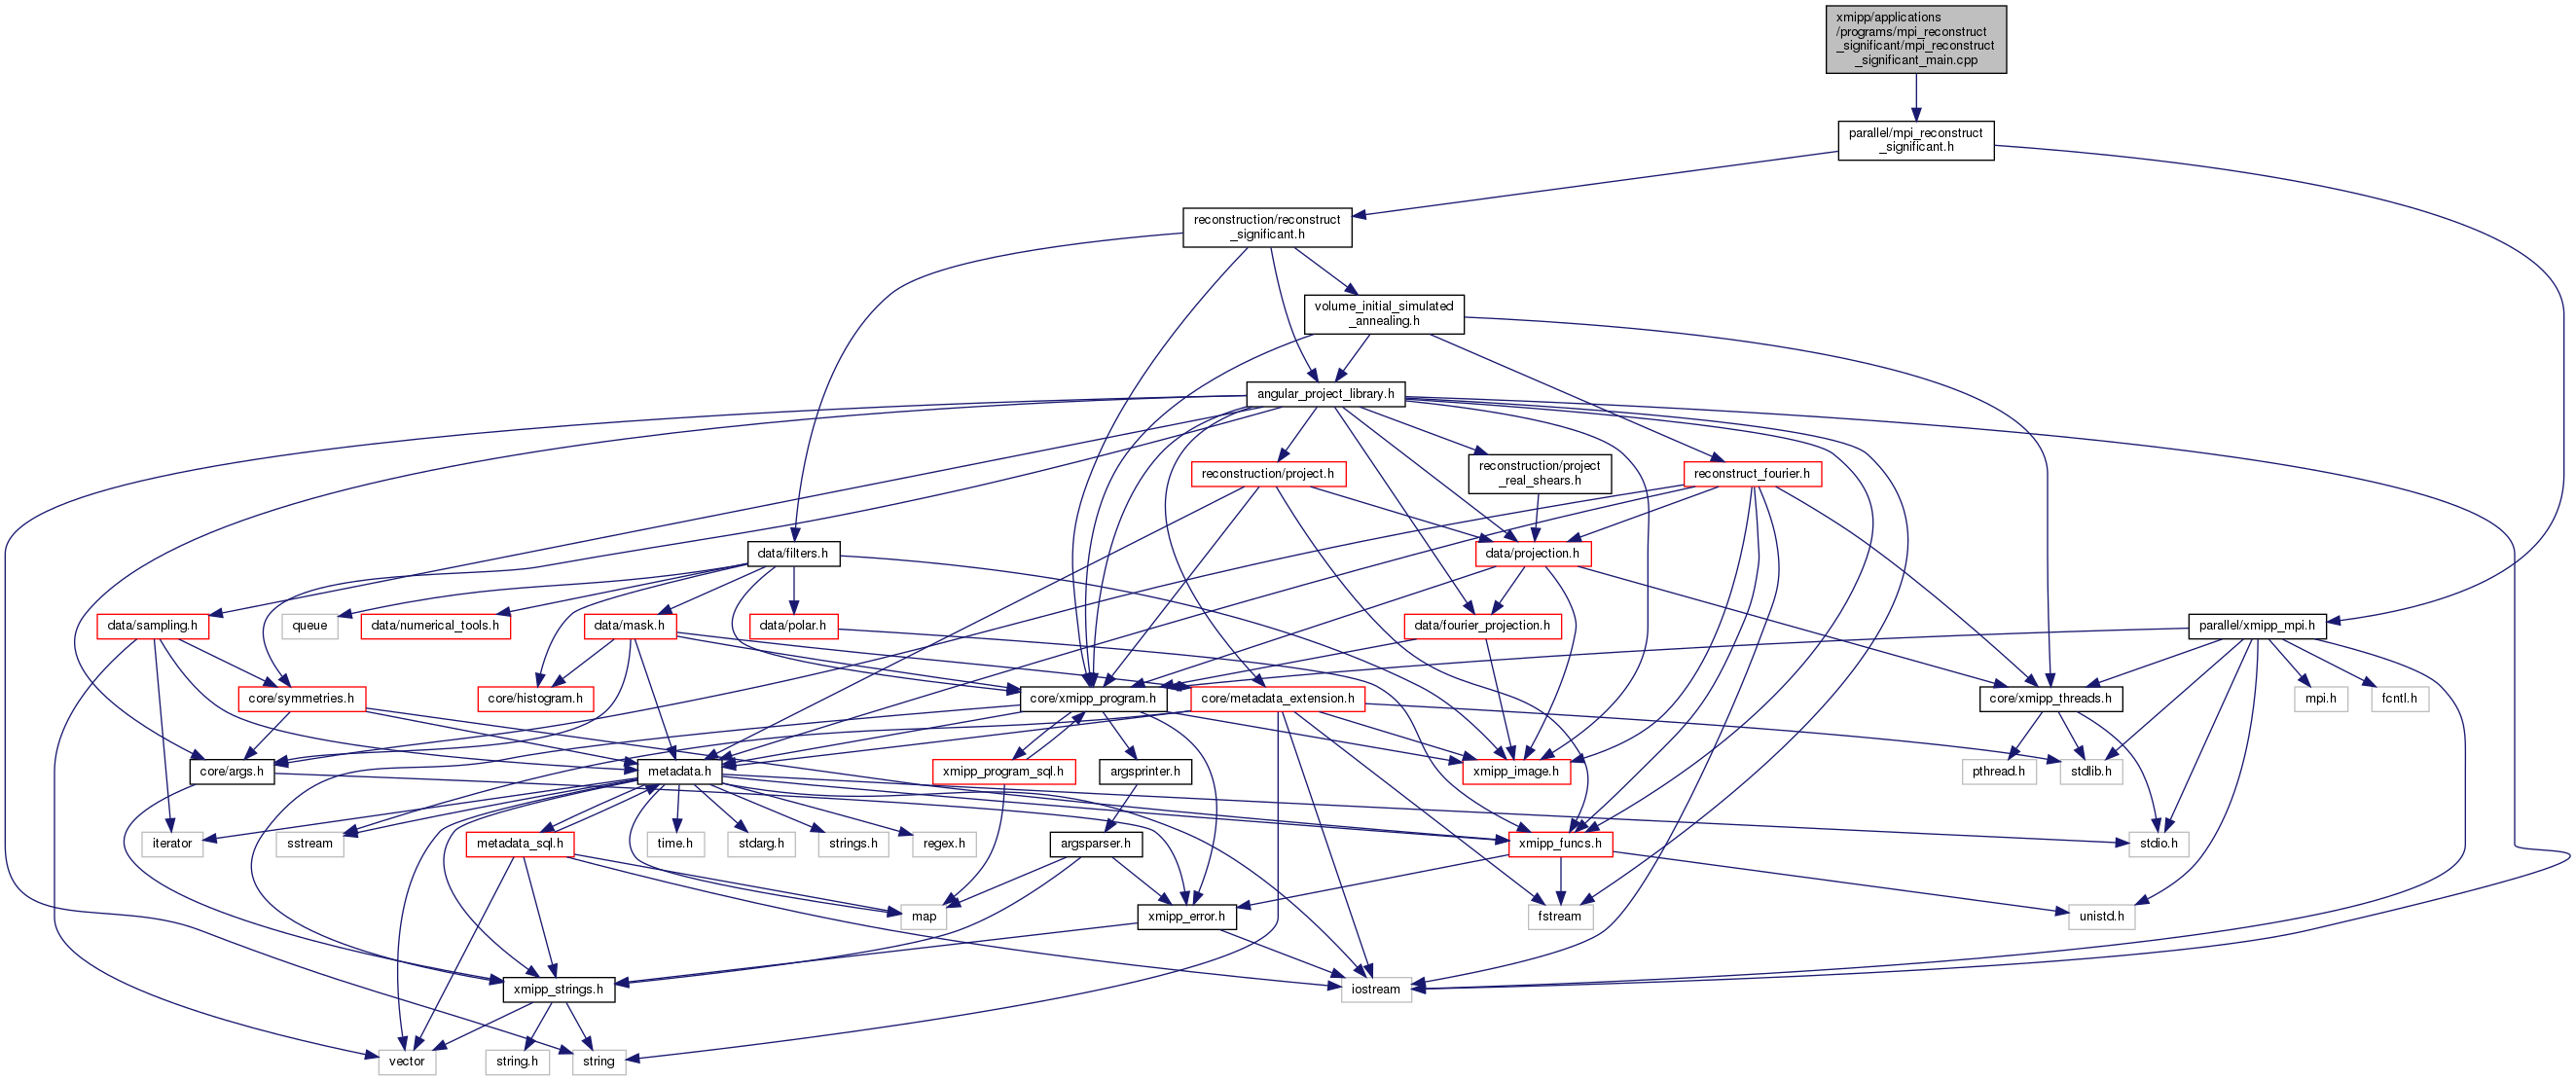 xmipp/applications
/programs/mpi_reconstruct
_significant/mpi_reconstruct
_significant_main.cpp
parallel/mpi_reconstruct
_significant.h
reconstruction/reconstruct
_significant.h
volume_initial_simulated
_annealing.h
angular_project_library.h
reconstruction/project.h
reconstruction/project
_real_shears.h
reconstruct_fourier.h
data/filters.h
data/projection.h
data/sampling.h
queue
data/numerical_tools.h
data/mask.h
data/polar.h
data/fourier_projection.h
parallel/xmipp_mpi.h
core/symmetries.h
core/histogram.h
core/xmipp_program.h
core/metadata_extension.h
core/xmipp_threads.h
mpi.h
fcntl.h
core/args.h
metadata.h
xmipp_program_sql.h
argsprinter.h
xmipp_image.h
pthread.h
stdlib.h
iterator
sstream
metadata_sql.h
time.h
stdarg.h
strings.h
regex.h
argsparser.h
xmipp_funcs.h
stdio.h
map
xmipp_error.h
fstream
unistd.h
xmipp_strings.h
iostream
vector
string.h
string